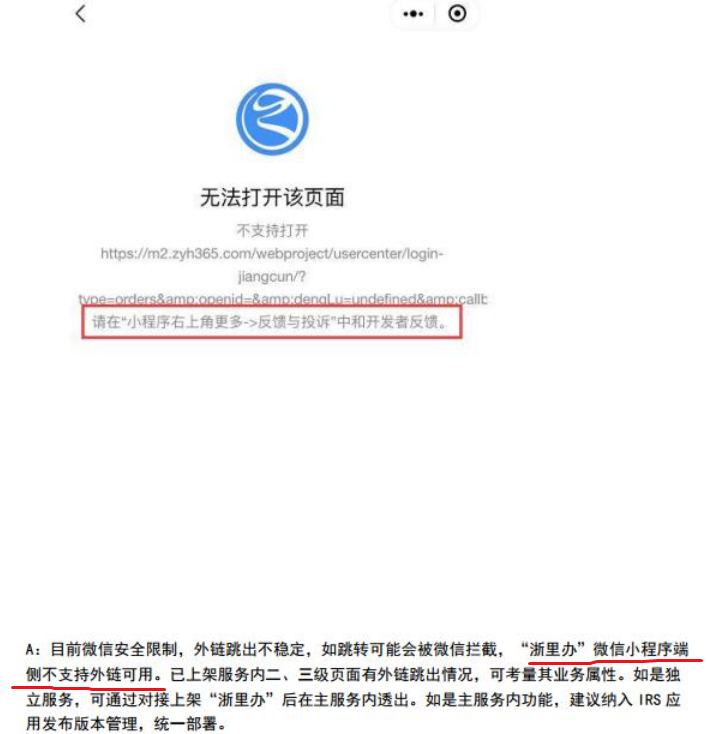 无法打开该页面
不支持打开
https://m2.zyh365.com/webproject/usercenter/login-
jiangcun/?
type=orders&amp;openid=&amp;dengLu=undefined&amp;callb
请在“小程序右上角更多->反馈与投诉”中和开发者反馈。
A: 目前微信安全限制，外链跳出不稳定，如跳转可能会被微信拦截，“浙里办”微信小程序端
侧不支持外链可用。已上架服务内二、三级页面有外链跳出情况，可考量其业务属性。如是独
立服务，可通过对接上架“浙里办”后在主服务内透出。如是主服务内功能，建议纳入 IRS 应
用发布版本管理，统一部署。